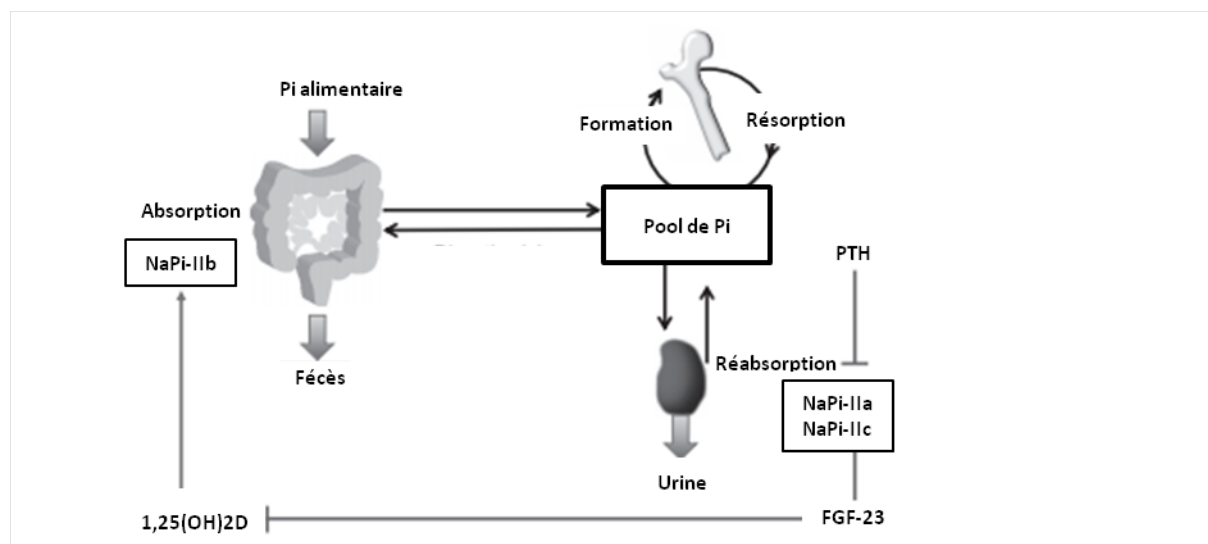 Pi alimentaire
Formation
Résorption
Absorption
NaPi-IIb
Pool de Pi
PTH
Fécès
Réabsorption
NaPi-IIa
NaPi-IIc
Urine
1,25(OH)2D
FGF-23